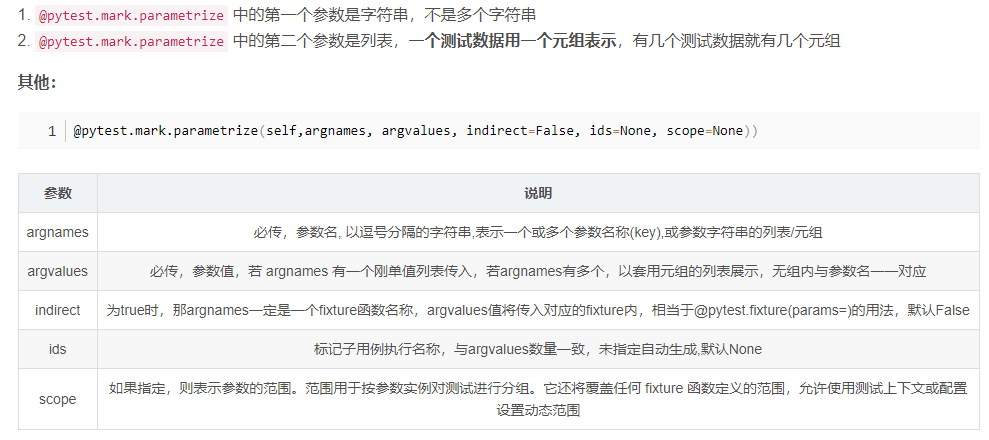 1. @pytest.mark.parametrize 中的第一个参数是字符串，不是多个字符串
2. @pytest.mark.parametrize 中的第二个参数是列表，一个测试数据用一个元组表示，有几个测试数据就有几个元组
其他：
1 @pytest.mark.parametrize(self,argnames, argvalues, indirect=False, ids=None, scope=None))
参数 说明
argnames 必传，参数名, 以逗号分隔的字符串,表示一个或多个参数名称(key),或参数字符串的列表/元组
argvalues 必传，参数值，若 argnames 有一个刚单值列表传入，若argnames有多个，以套用元组的列表展示，无组内与参数名一一对应
indirect 为true时，那argnames一定是一个fixture函数名称，argvalues值将传入对应的fixture内，相当于@pytest.fixture(params=)的用法，默认False
ids 标记子用例执行名称，与argvalues数量一致，未指定自动生成,默认None
scope 如果指定，则表示参数的范围。范围用于按参数实例对测试进行分组。它还将覆盖任何 fixture 函数定义的范围，允许使用测试上下文或配置
设置动态范围